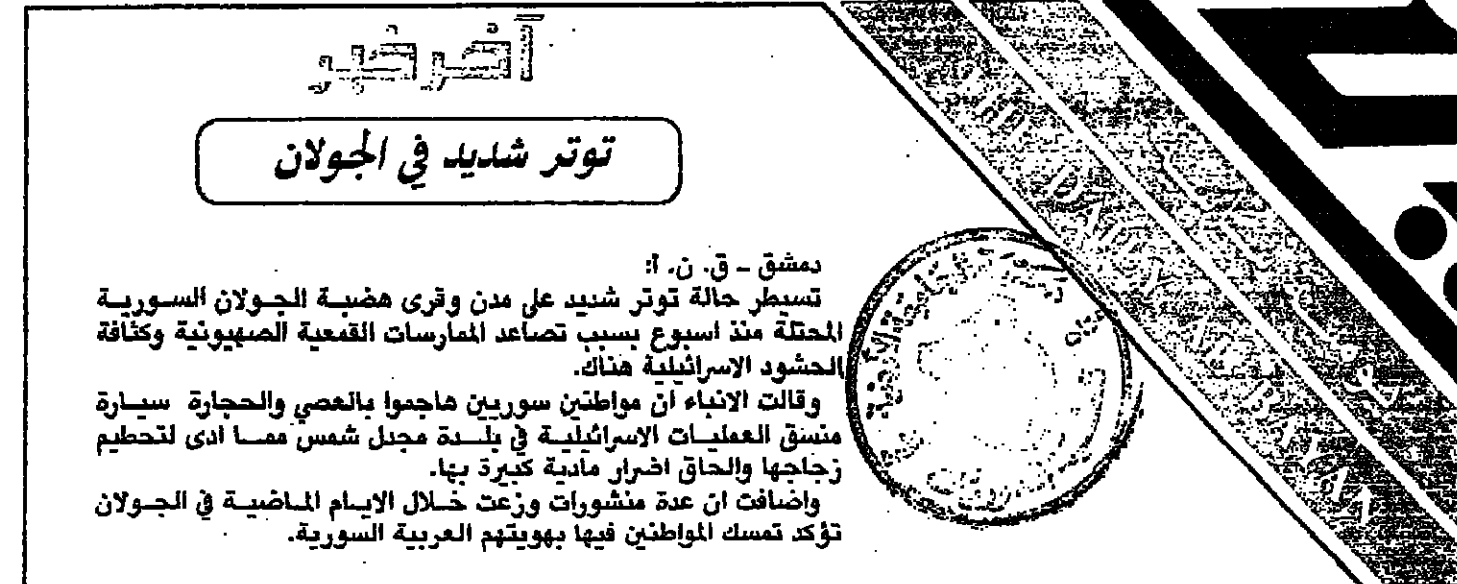 آخر خبر
توتر شديد في الجولان
دمشق - ق. ن. أ:
تسيطر حالة توتر شديد على مدن وقرى هضبة الجولان السورية
المحتلة منذ اسبوع بسبب تصاعد الممارسات القمعية الصهيونية وكثافة
الحشود الاسرائيلية هناك.
وقالت الانباء ان مواطنين سوريين هاجموا بالعصي والحجارة سيارة
منسق العمليات الاسرائيلية في بلدة مجدل شمس مما ادى لتحطيم
زجاجها والحاق اضرار مادية كبيرة بها.
واضافت ان عدة منشورات وزعت خلال الايام الماضية في الجولان
تؤكد تمسك المواطنين فيها بهويتهم العربية السورية.